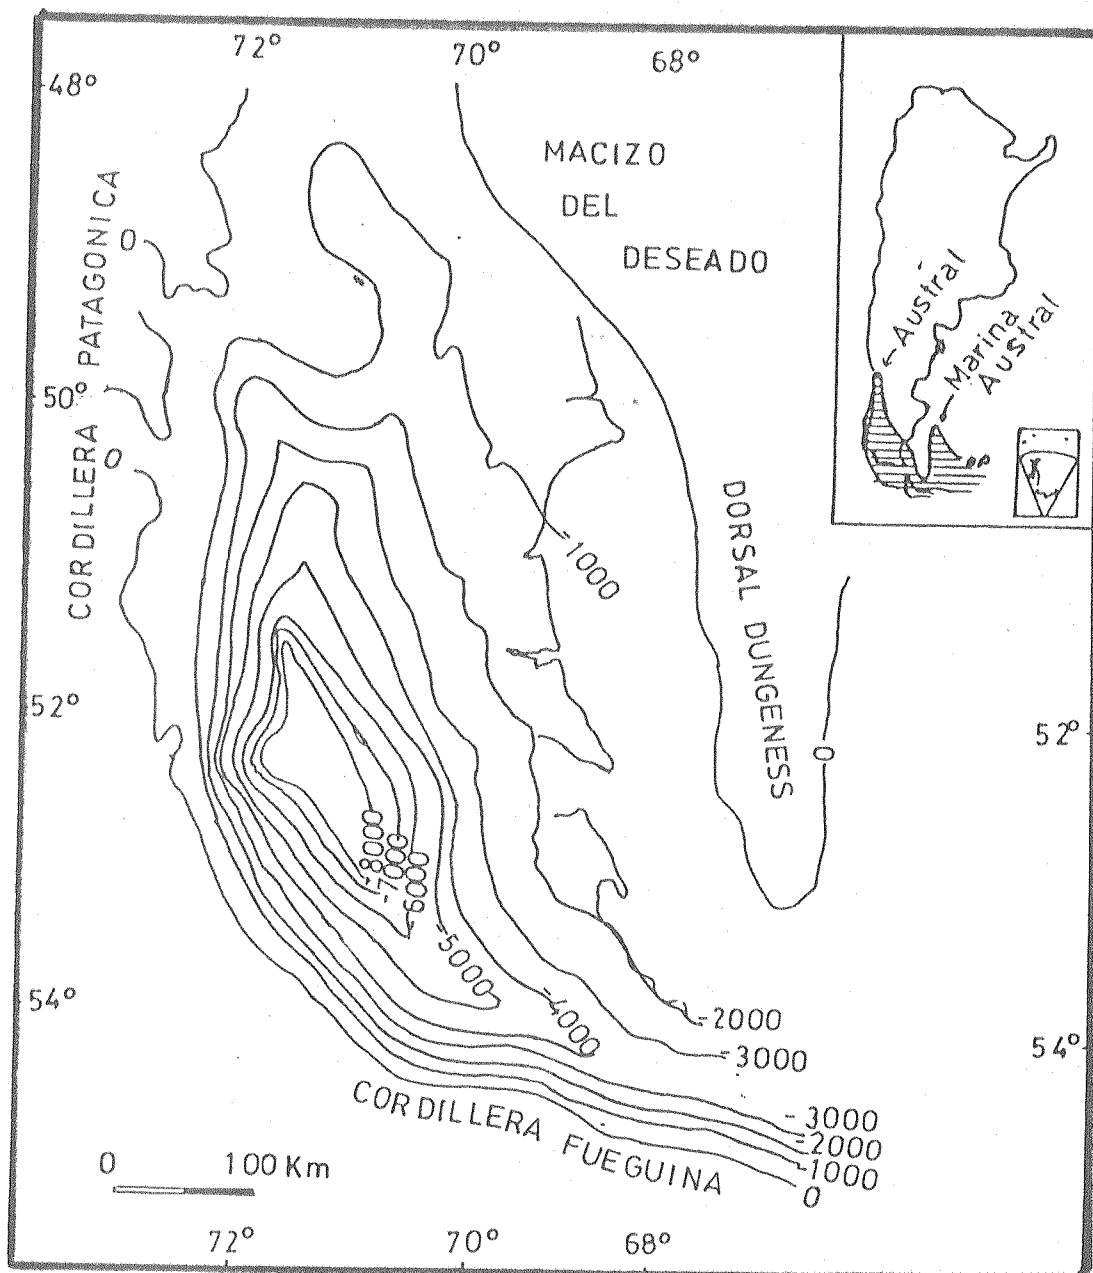 72°
70°
68°
48°
MACIZO
DEL
DESEADO
CORDILLERA PATAGONICA
0
50°
0
Austral
Marina
Austral
-1000
DORSAL DUNGENESS
52°
52°
0
-8000
-7000
-6000
-5000
-4000
54°
-2000
-3000
54°
-3000
-2000
-1000
0
CORDILLERA FUEGUINA
0 100 Km
72°
70°
68°